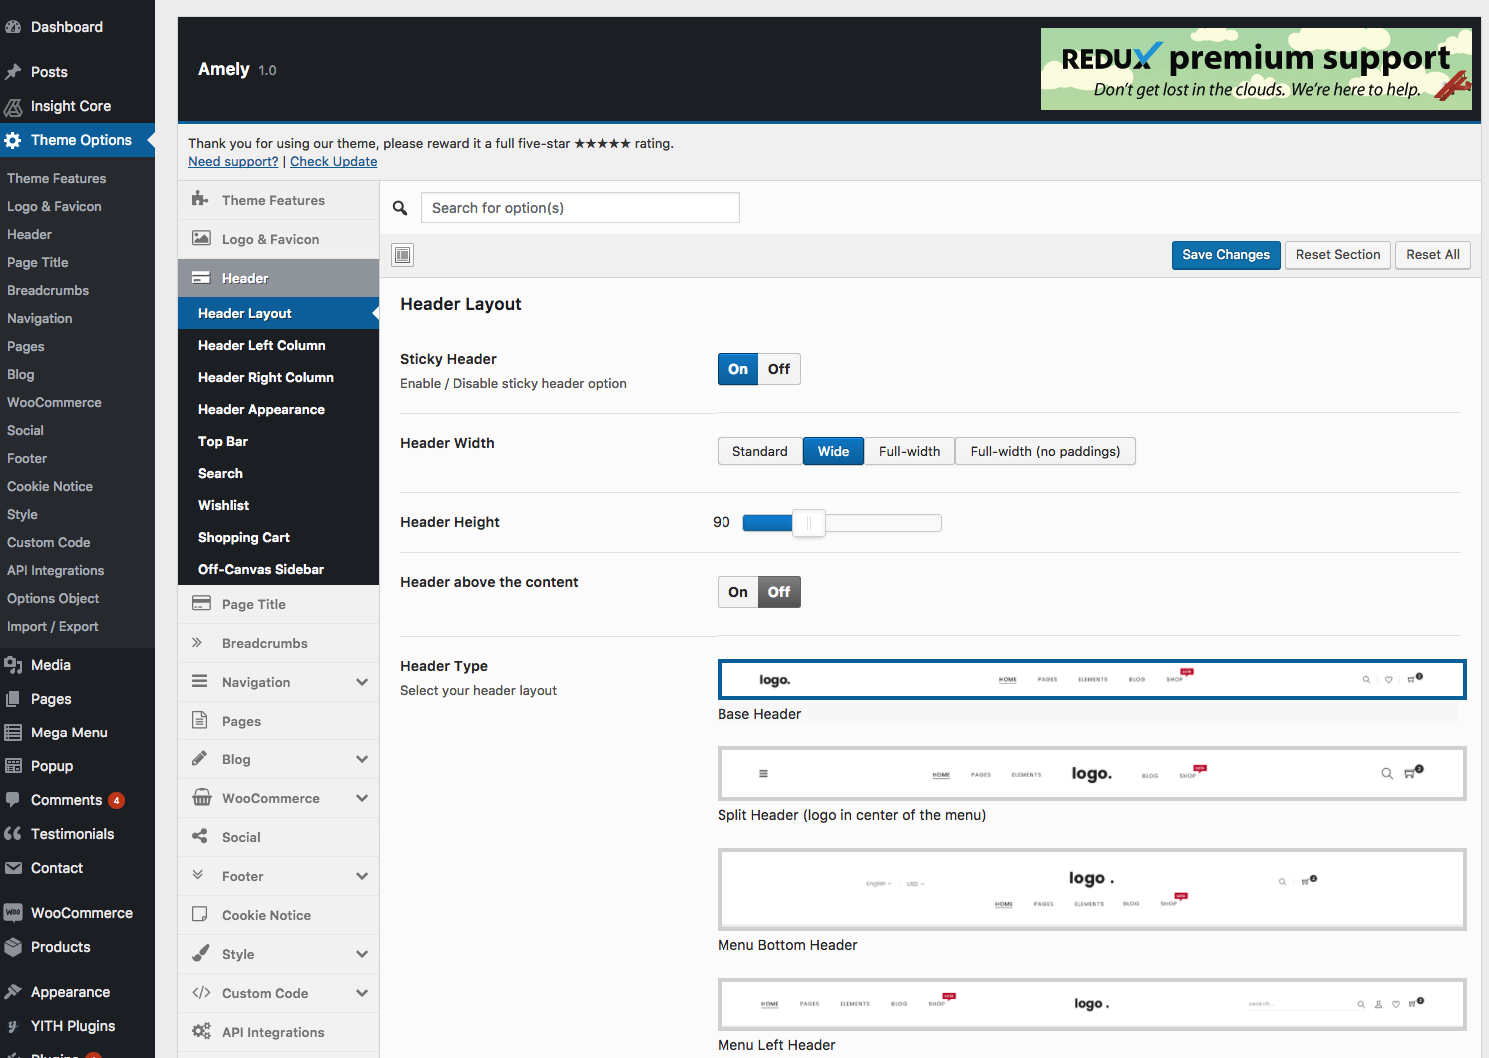 Dashboard
Posts
Insight Core
Theme Options
Theme Features
Logo & Favicon
Header
Page Title
Breadcrumbs
Navigation
Pages
Blog
WooCommerce
Social
Footer
Cookie Notice
Style
Custom Code
API Integrations
Options Object
Import / Export
Media
Pages
Mega Menu
Popup
Comments 4
Testimonials
Contact
WooCommerce
Products
Appearance
YITH Plugins
Plugins
Amely 1.0
REDUX premium support
Don't get lost in the clouds. We're here to help.
Thank you for using our theme, please reward it a full five-star ★★★★★ rating.
Need support? | Check Update
Theme Features
Logo & Favicon
Header
Header Layout
Header Left Column
Header Right Column
Header Appearance
Top Bar
Search
Wishlist
Shopping Cart
Off-Canvas Sidebar
Page Title
Breadcrumbs
Navigation
Pages
Blog
WooCommerce
Social
Footer
Cookie Notice
Style
Custom Code
API Integrations
Search for option(s)
Save Changes Reset Section Reset All
Header Layout
Sticky Header
Enable / Disable sticky header option
On Off
Header Width
Standard Wide Full-width Full-width (no paddings)
Header Height
90
Header above the content
On Off
Header Type
Select your header layout
logo. HOME PAGES ELEMENTS BLOG SHOP
Base Header
HOME PAGES ELEMENTS logo. BLOG SHOP
Split Header (logo in center of the menu)
English USD logo .
HOME PAGES ELEMENTS BLOG SHOP
Menu Bottom Header
HOME PAGES ELEMENTS BLOG SHOP logo . search...
Menu Left Header